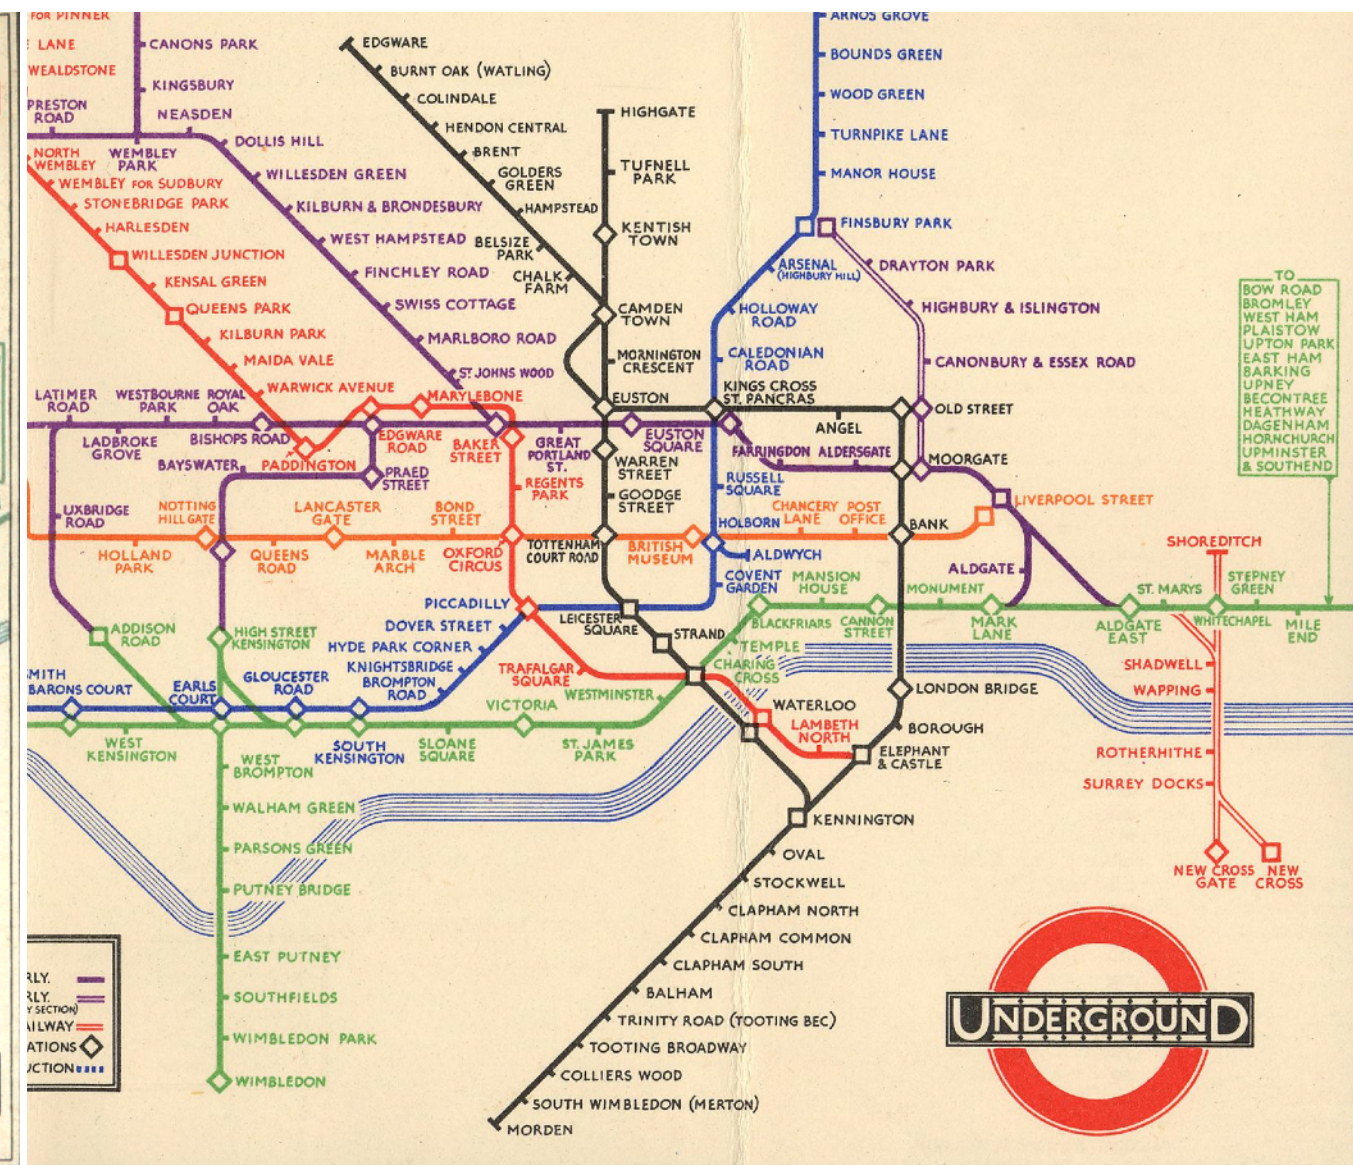 FOR PINNER
LANE
WEALDSTONE
PRESTON
ROAD
NORTH
WEMBLEY
WEMBLEY FOR SUDBURY
STONEBRIDGE PARK
HARLESDEN
WILLESDEN JUNCTION
KENSAL GREEN
QUEENS PARK
KILBURN PARK
MAIDA VALE
WARWICK AVENUE
CANONS PARK
KINGSBURY
NEASDEN
WEMBLEY
PARK
DOLLIS HILL
WILLESDEN GREEN
KILBURN & BRONDESBURY
WEST HAMPSTEAD
FINCHLEY ROAD
SWISS COTTAGE
MARLBORO ROAD
ST. JOHNS WOOD
EDGWARE
BURNT OAK (WATLING)
COLINDALE
HENDON CENTRAL
BRENT
GOLDERS
GREEN
HAMPSTEAD
BELSIZE
PARK
CHALK
FARM
HIGHGATE
TUFNELL
PARK
KENTISH
TOWN
CAMDEN
TOWN
MORNINGTON
CRESCENT
EUSTON
ARNOS GROVE
BOUNDS GREEN
WOOD GREEN
TURNPIKE LANE
MANOR HOUSE
FINSBURY PARK
ARSENAL
(HIGHBURY HILL)
HOLLOWAY
ROAD
CALEDONIAN
ROAD
KINGS CROSS
ST. PANCRAS
DRAYTON PARK
HIGHBURY & ISLINGTON
CANONBURY & ESSEX ROAD
OLD STREET
ANGEL
MOORGATE
TO
BOW ROAD
BROMLEY
WEST HAM
PLAISTOW
UPTON PARK
EAST HAM
BARKING
UPNEY
BECONTREE
HEATHWAY
DAGENHAM
HORNCHURCH
UPMINSTER
& SOUTHEND
LATIMER
ROAD
WESTBOURNE
PARK
ROYAL
OAK
LADBROKE
GROVE
BISHOPS ROAD
BAYSWATER
PADDINGTON
EDGWARE
ROAD
PRAED
STREET
MARYLEBONE
BAKER
STREET
GREAT
PORTLAND
ST.
REGENTS
PARK
EUSTON
SQUARE
WARREN
STREET
GOODGE
STREET
FARRINGDON
ALDERSGATE
RUSSELL
SQUARE
UXBRIDGE
ROAD
NOTTING
HILL GATE
LANCASTER
GATE
BOND
STREET
HOLLAND
PARK
QUEENS
ROAD
MARBLE
ARCH
OXFORD
CIRCUS
TOTTENHAM
COURT ROAD
BRITISH
MUSEUM
HOLBORN
CHANCERY
LANE
POST
OFFICE
BANK
LIVERPOOL STREET
ALDWYCH
COVENT
GARDEN
ALDGATE
SHOREDITCH
PICCADILLY
DOVER STREET
HYDE PARK CORNER
KNIGHTSBRIDGE
BROMPTON
ROAD
LEICESTER
SQUARE
STRAND
TRAFALGAR
SQUARE
CHARING
CROSS
TEMPLE
BLACKFRIARS
MANSION
HOUSE
CANNON
STREET
MONUMENT
MARK
LANE
ALDGATE
EAST
ST. MARYS
WHITECHAPEL
STEPNEY
GREEN
MILE
END
ADDISON
ROAD
HIGH STREET
KENSINGTON
SMITH
BARONS COURT
EARLS
COURT
GLOUCESTER
ROAD
WEST
KENSINGTON
SOUTH
KENSINGTON
SLOANE
SQUARE
VICTORIA
ST. JAMES
PARK
WESTMINSTER
WATERLOO
LAMBETH
NORTH
LONDON BRIDGE
BOROUGH
ELEPHANT
& CASTLE
SHADWELL
WAPPING
ROTHERHITHE
SURREY DOCKS
NEW CROSS
GATE
NEW
CROSS
WEST
BROMPTON
WALHAM GREEN
PARSONS GREEN
PUTNEY BRIDGE
EAST PUTNEY
SOUTHFIELDS
WIMBLEDON PARK
WIMBLEDON
KENNINGTON
OVAL
STOCKWELL
CLAPHAM NORTH
CLAPHAM COMMON
CLAPHAM SOUTH
BALHAM
TRINITY ROAD (TOOTING BEC)
TOOTING BROADWAY
COLLIERS WOOD
SOUTH WIMBLEDON (MERTON)
MORDEN
RLY.
RLY.
Y SECTION)
AILWAY
ATIONS
UCTION
UNDERGROUND